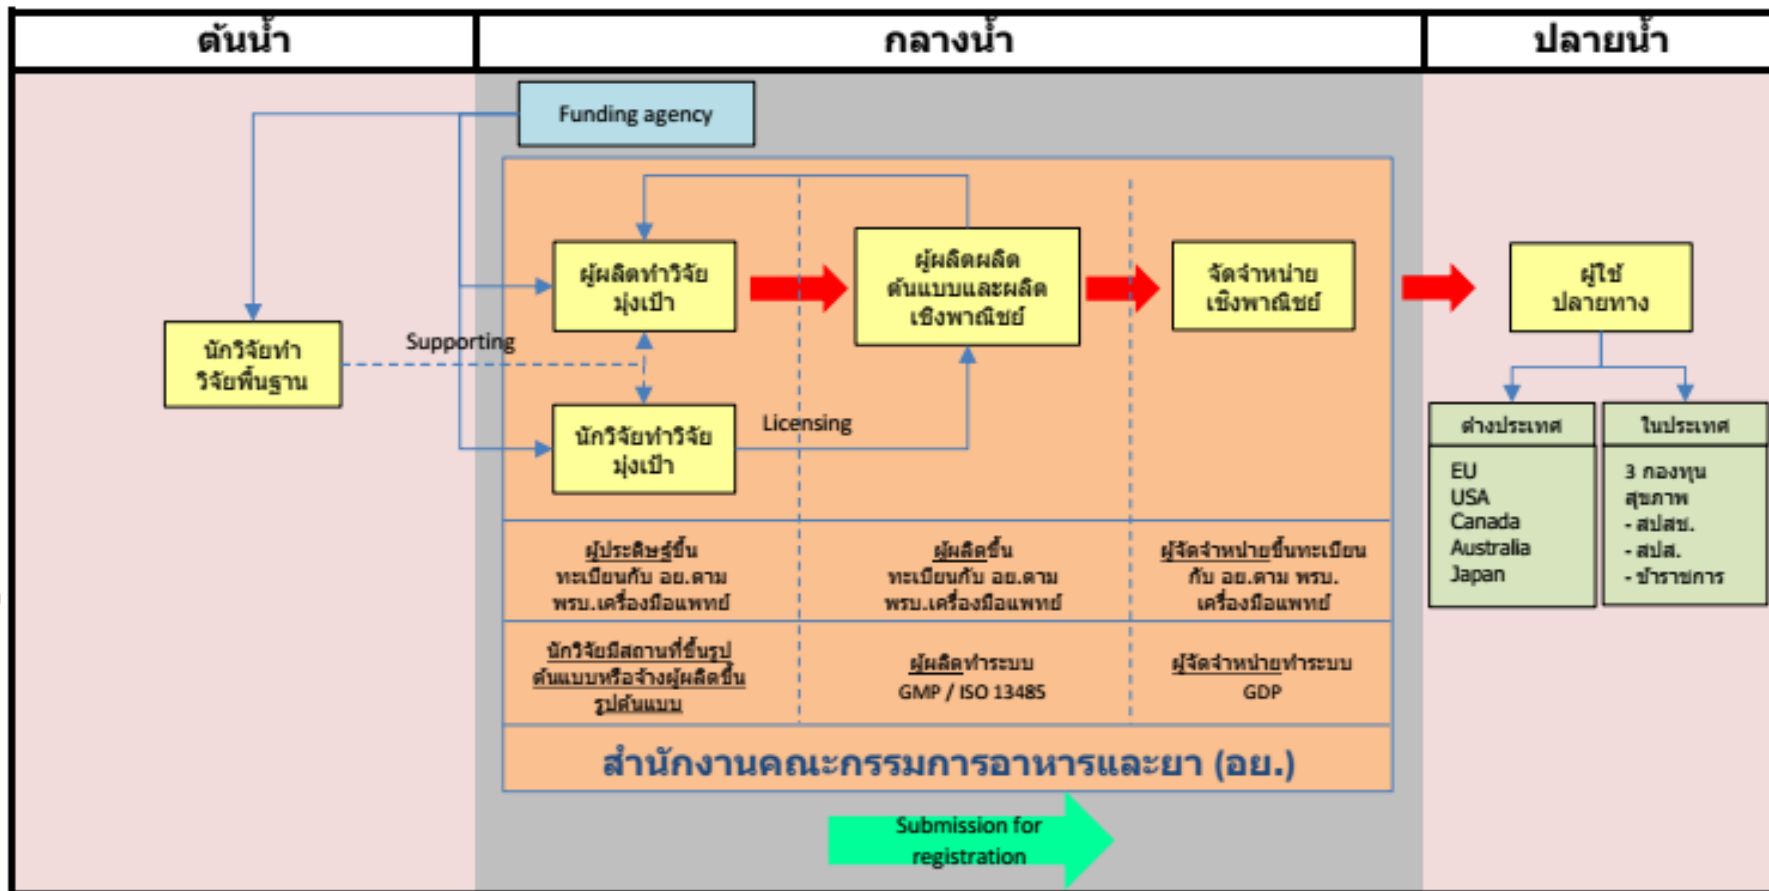 ต้นน้ำ
กลางน้ำ
ปลายน้ำ
Funding agency
ผู้ผลิตทำวิจัย
มุ่งเป้า
ผู้ผลิตผลิต
ต้นแบบและผลิต
เชิงพาณิชย์
จัดจำหน่าย
เชิงพาณิชย์
ผู้ใช้
ปลายทาง
นักวิจัยทำ
วิจัยพื้นฐาน
Supporting
นักวิจัยทำวิจัย
มุ่งเป้า
Licensing
ต่างประเทศ
EU
USA
Canada
Australia
Japan
ในประเทศ
3 กองทุน
สุขภาพ
- สปสช.
- สปส.
- ข้าราชการ
ผู้ประดิษฐ์ขึ้น
ทะเบียนกับ อย.ตาม
พรบ.เครื่องมือแพทย์
ผู้ผลิตขึ้น
ทะเบียนกับ อย.ตาม
พรบ.เครื่องมือแพทย์
ผู้จัดจำหน่ายขึ้นทะเบียน
กับ อย.ตาม พรบ.
เครื่องมือแพทย์
นักวิจัยมีสถานที่ขึ้นรูป
ต้นแบบหรือจ้างผู้ผลิตขึ้น
รูปต้นแบบ
ผู้ผลิตทำระบบ
GMP / ISO 13485
ผู้จัดจำหน่ายทำระบบ
GDP
สำนักงานคณะกรรมการอาหารและยา (อย.)
Submission for
registration